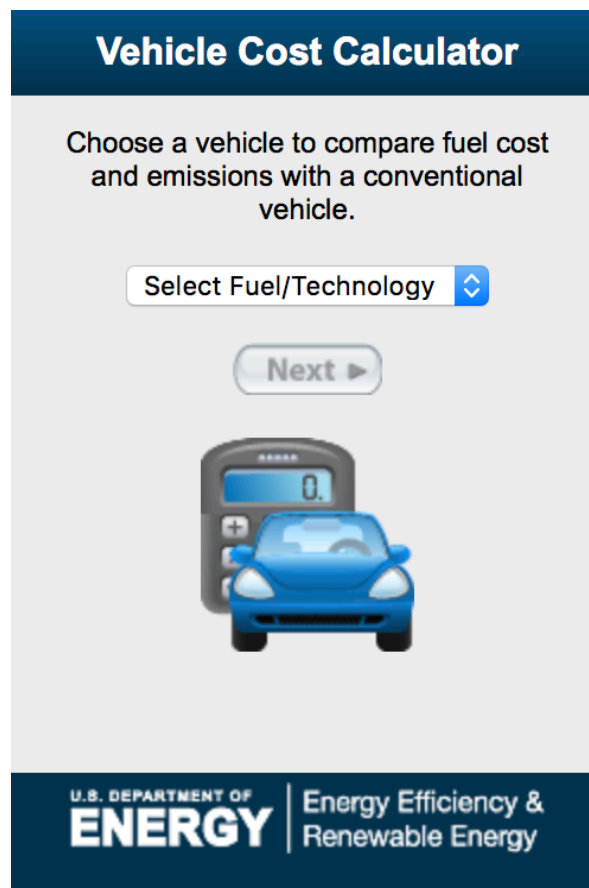 Vehicle Cost Calculator
Choose a vehicle to compare fuel cost
and emissions with a conventional
vehicle.
Select Fuel/Technology
Next
0.
+
U.S. DEPARTMENT OF
ENERGY
Energy Efficiency &
Renewable Energy